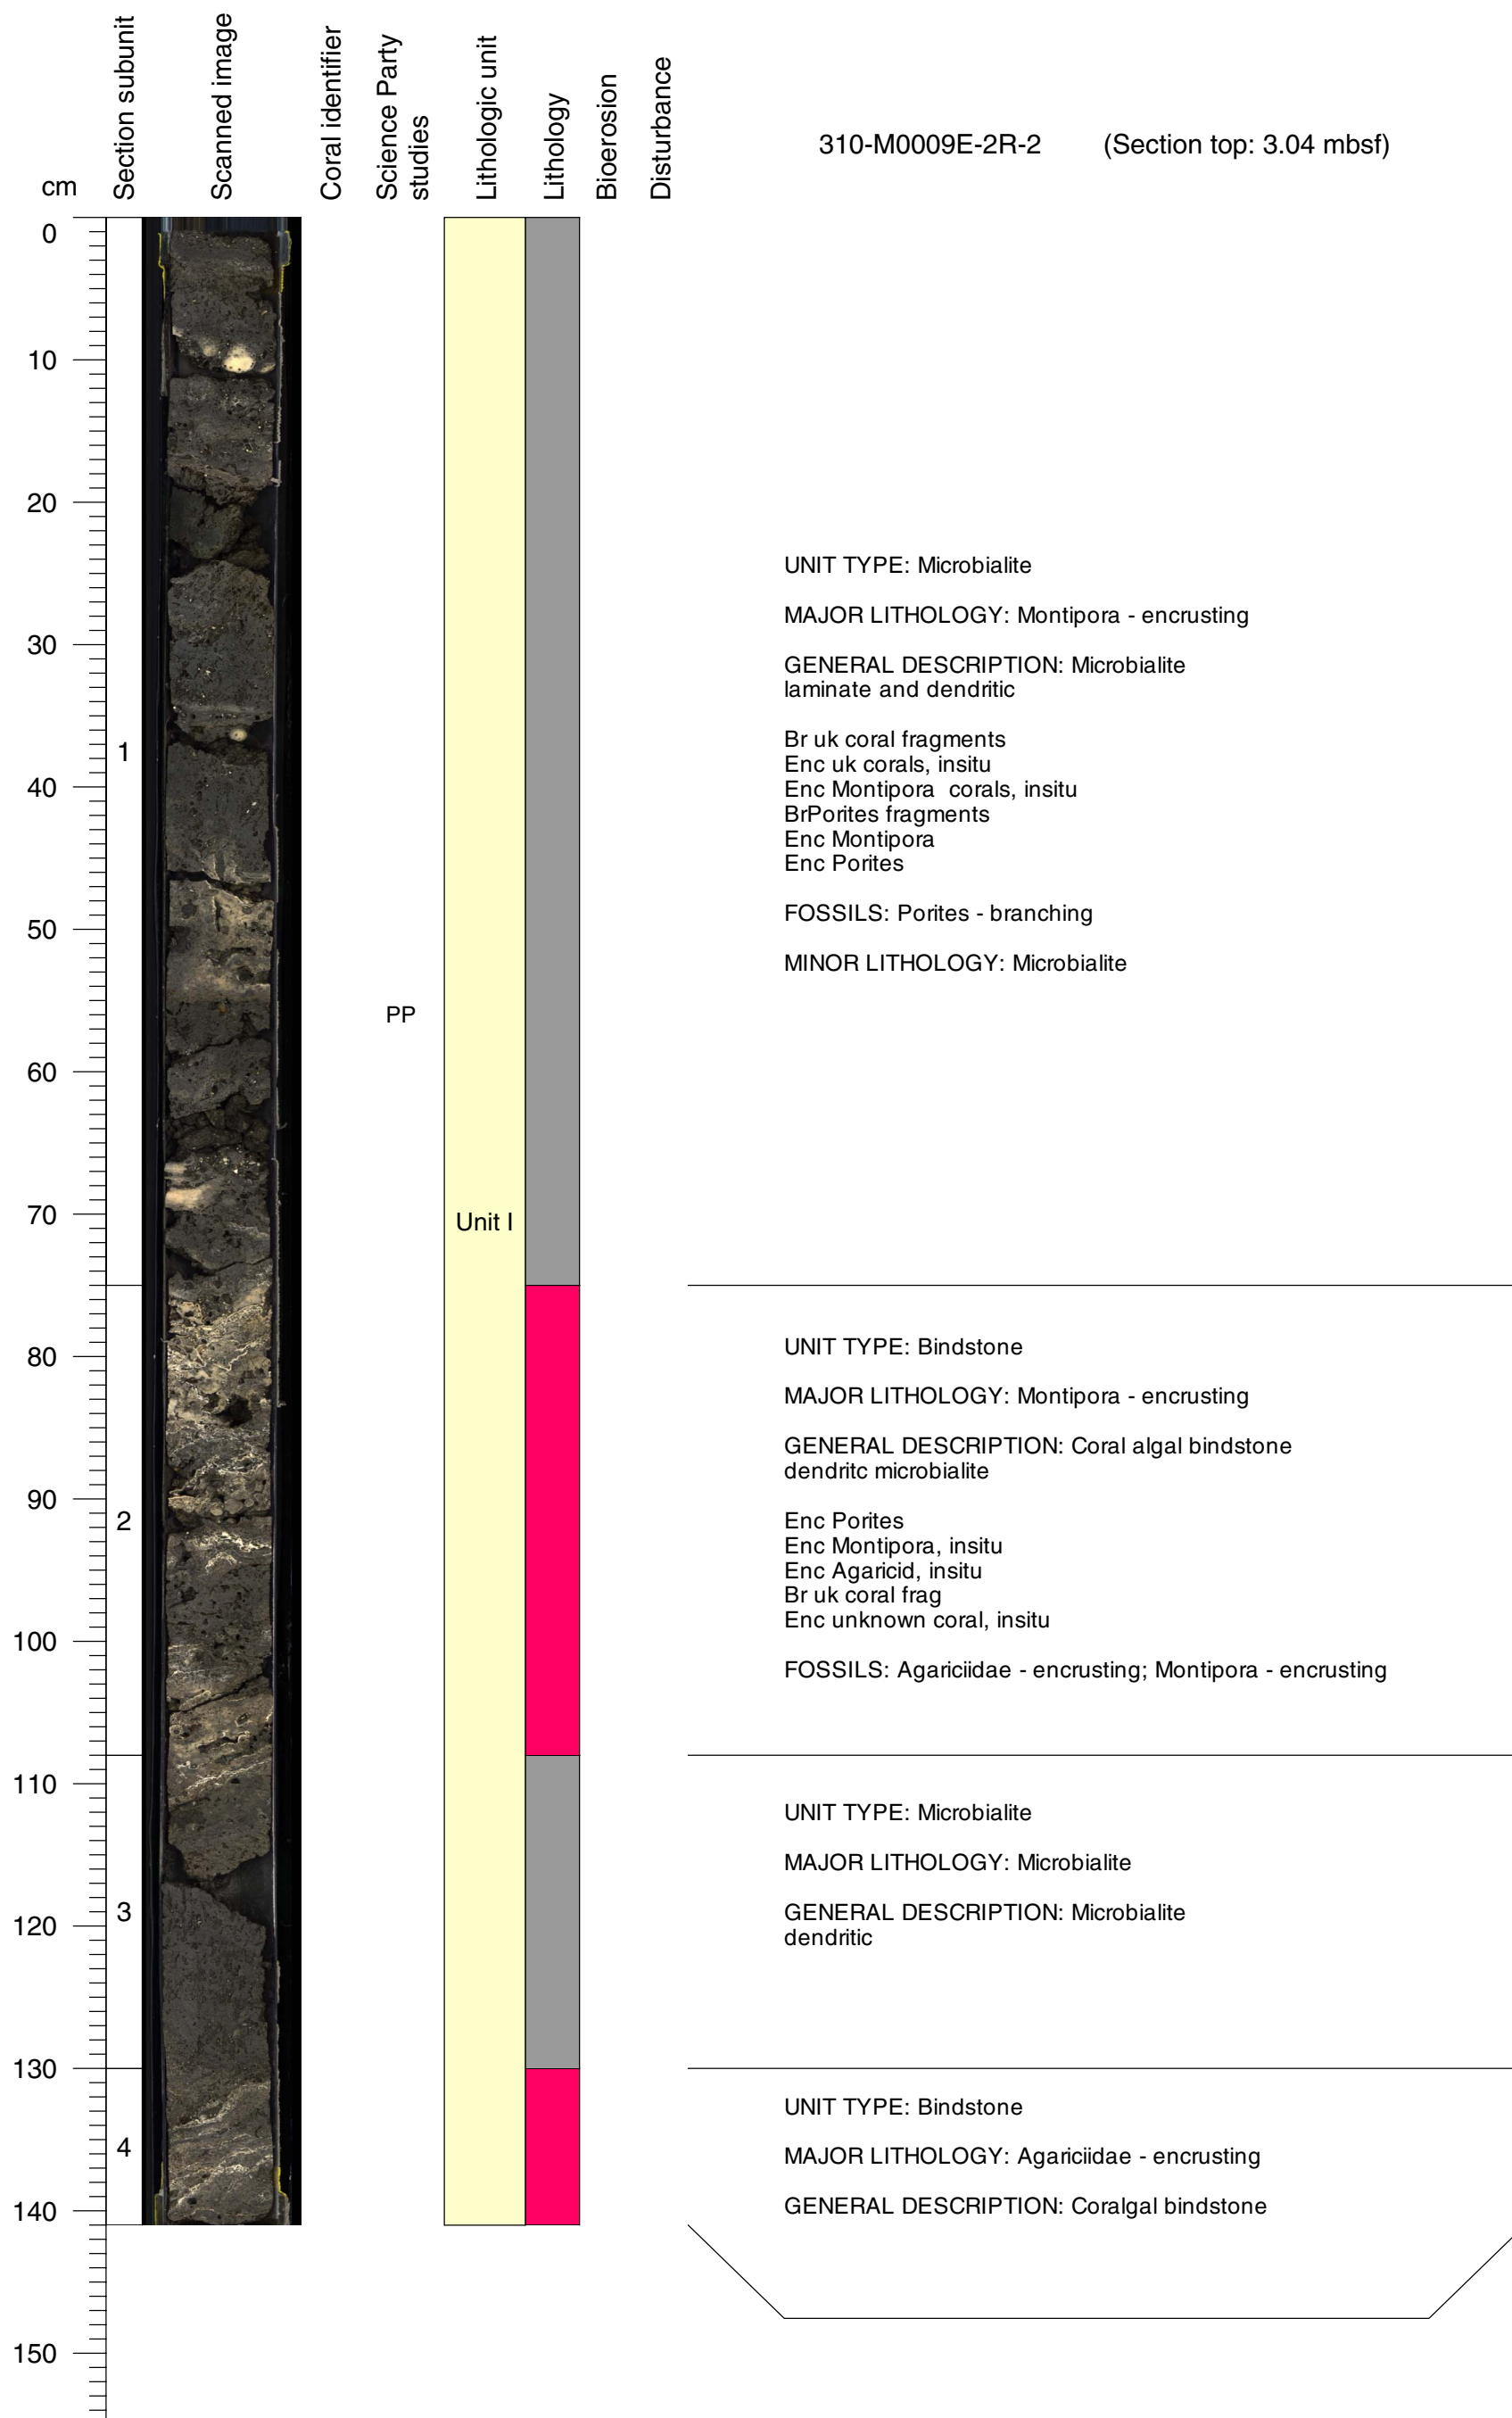 Section subunit
Scanned image
Coral identifier
Science Party
studies
Lithologic unit
Lithology
Bioerosion
Disturbance
310-M0009E-2R-2 (Section top: 3.04 mbsf)
cm
0
10
20
30
40
50
60
70
80
90
100
110
120
130
140
150
1
2
3
4
PP
Unit I
UNIT TYPE: Microbialite
MAJOR LITHOLOGY: Montipora - encrusting
GENERAL DESCRIPTION: Microbialite
laminate and dendritic
Br uk coral fragments
Enc uk corals, insitu
Enc Montipora  corals, insitu
BrPorites fragments
Enc Montipora
Enc Porites
FOSSILS: Porites - branching
MINOR LITHOLOGY: Microbialite
UNIT TYPE: Bindstone
MAJOR LITHOLOGY: Montipora - encrusting
GENERAL DESCRIPTION: Coral algal bindstone
dendritc microbialite
Enc Porites
Enc Montipora, insitu
Enc Agaricid, insitu
Br uk coral frag
Enc unknown coral, insitu
FOSSILS: Agariciidae - encrusting; Montipora - encrusting
UNIT TYPE: Microbialite
MAJOR LITHOLOGY: Microbialite
GENERAL DESCRIPTION: Microbialite
dendritic
UNIT TYPE: Bindstone
MAJOR LITHOLOGY: Agariciidae - encrusting
GENERAL DESCRIPTION: Coralgal bindstone